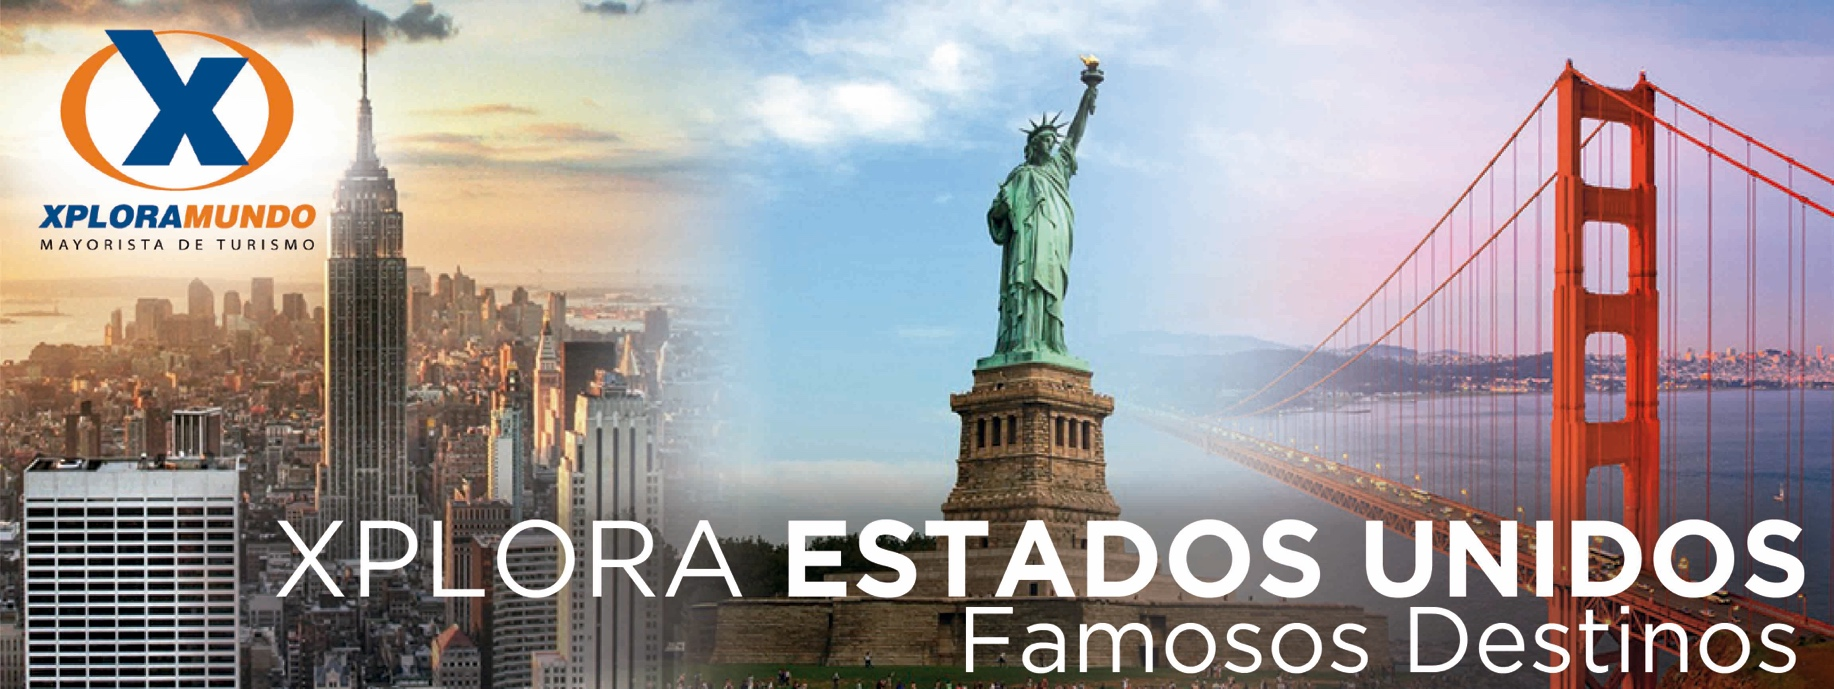 X
XPLORAMUNDO
MAYORISTA DE TURISMO
XPLORA ESTADOS UNIDOS
Famosos Destinos